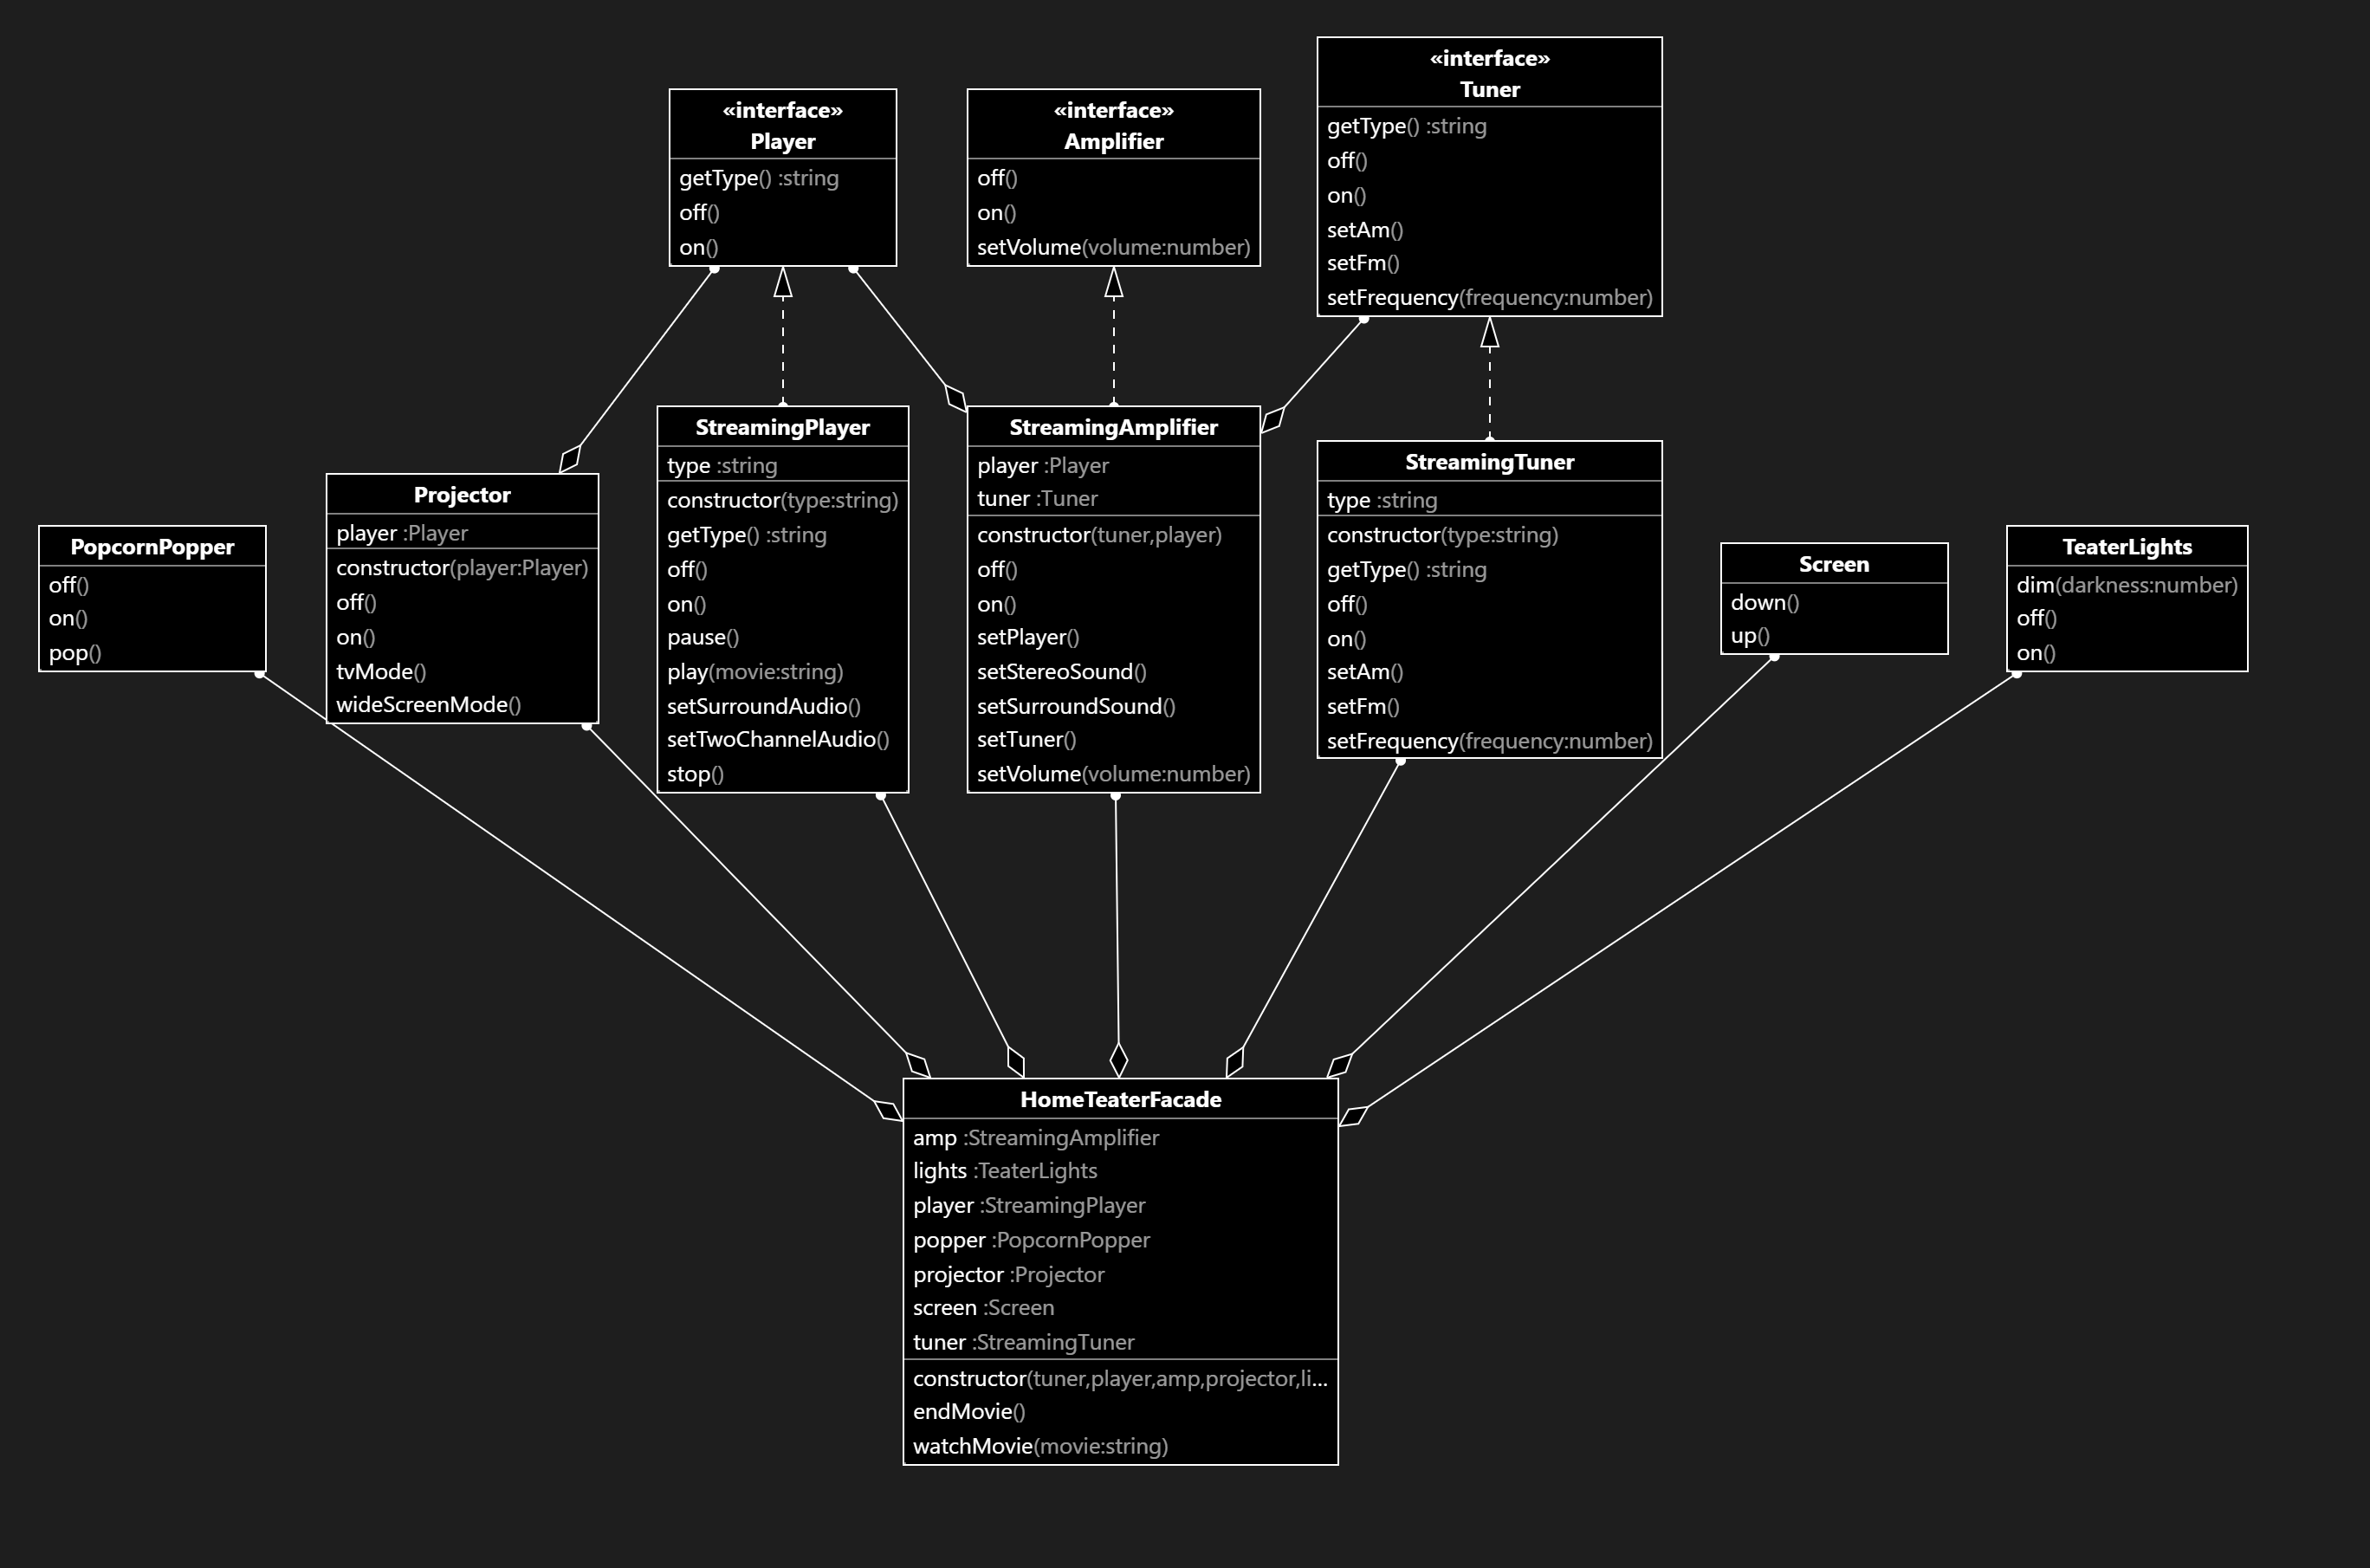 «interface»
Player
getType() :string
off()
on()
«interface»
Amplifier
off()
on()
setVolume(volume:number)
«interface»
Tuner
getType() :string
off()
on()
setAm()
setFm()
setFrequency(frequency:number)
PopcornPopper
off()
on()
pop()
Projector
player :Player
constructor(player:Player)
off()
on()
tvMode()
wideScreenMode()
StreamingPlayer
type :string
constructor(type:string)
getType() :string
off()
on()
pause()
play(movie:string)
setSurroundAudio()
setTwoChannelAudio()
stop()
StreamingAmplifier
player :Player
tuner :Tuner
constructor(tuner,player)
off()
on()
setPlayer()
setStereoSound()
setSurroundSound()
setTuner()
setVolume(volume:number)
StreamingTuner
type :string
constructor(type:string)
getType() :string
off()
on()
setAm()
setFm()
setFrequency(frequency:number)
Screen
down()
up()
TeaterLights
dim(darkness:number)
off()
on()
HomeTeaterFacade
amp :StreamingAmplifier
lights :TeaterLights
player :StreamingPlayer
popper :PopcornPopper
projector :Projector
screen :Screen
tuner :StreamingTuner
constructor(tuner,player,amp,projector,li...
endMovie()
watchMovie(movie:string)